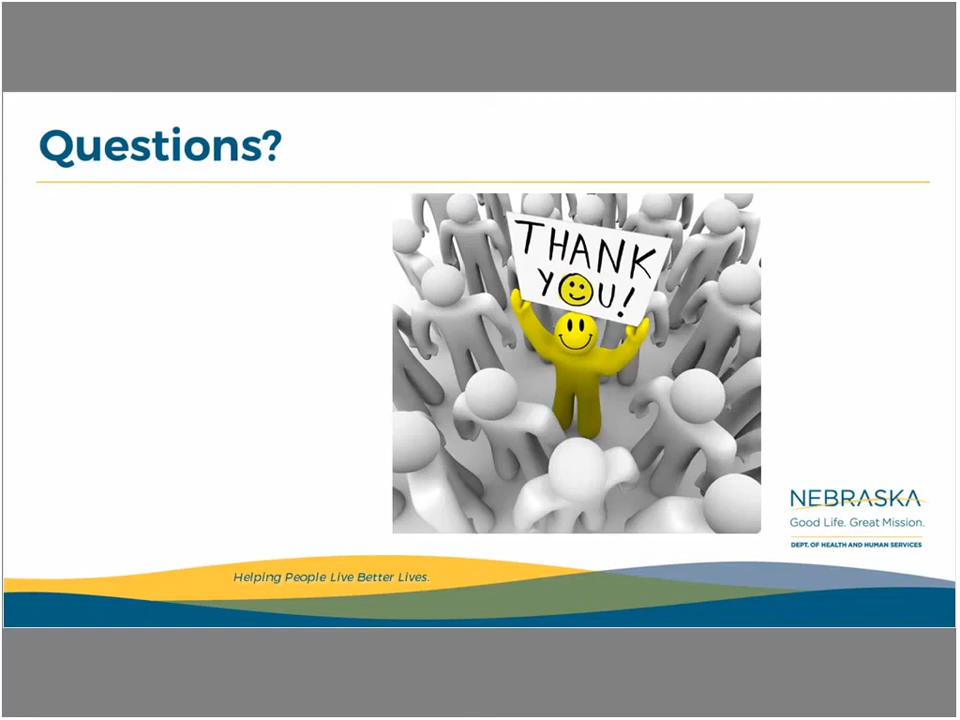 Questions?
THANK
YOU!
NEBRASKA
Good Life. Great Mission.
DEPT. OF HEALTH AND HUMAN SERVICES
Helping People Live Better Lives.